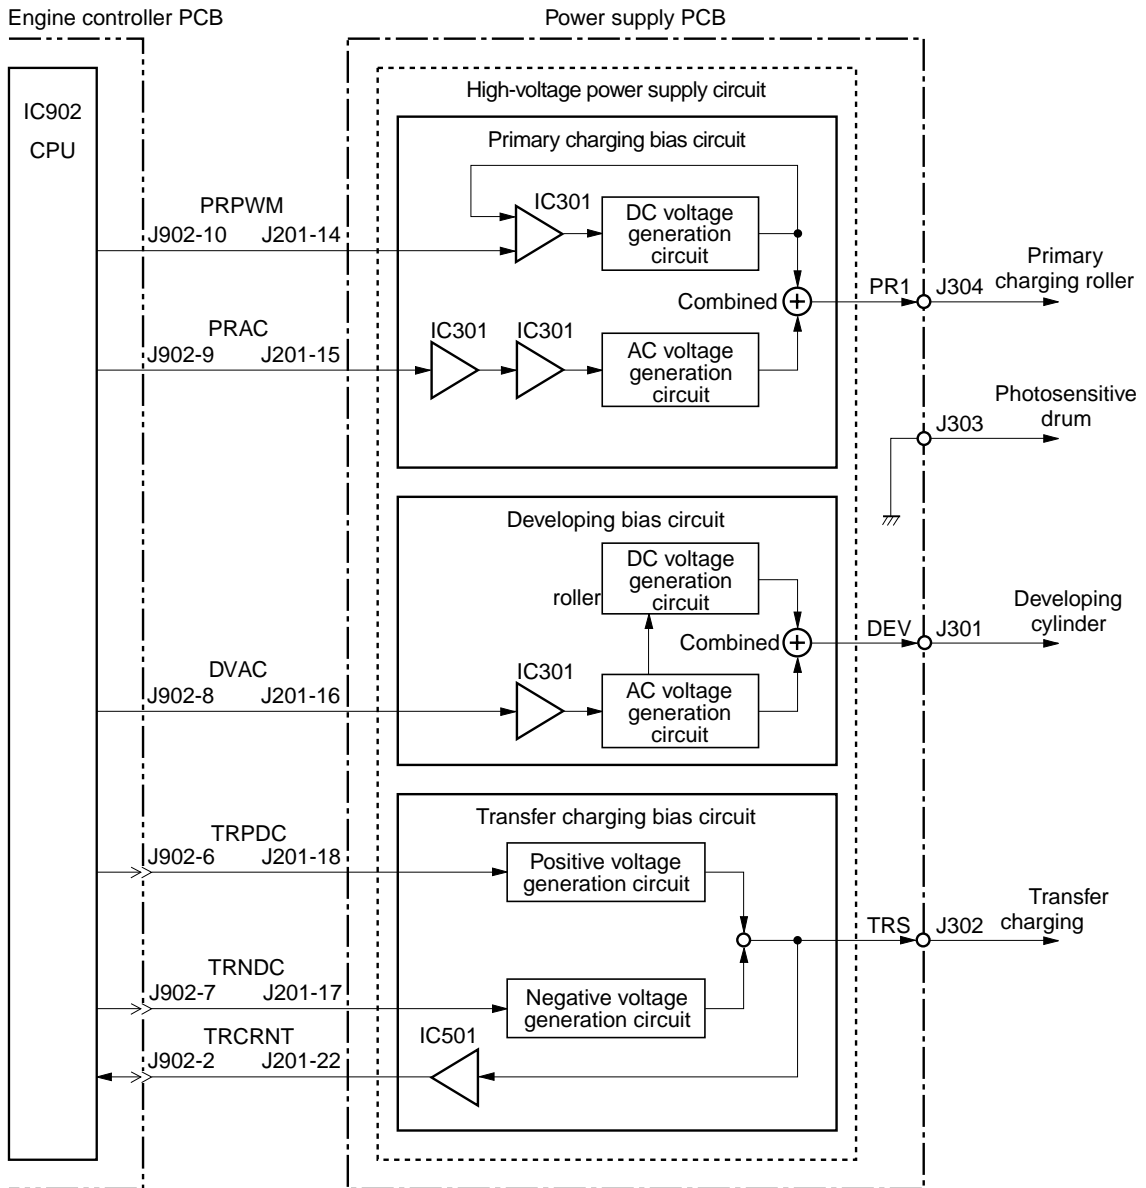 Engine controller PCB
Power supply PCB
IC902
CPU
High-voltage power supply circuit
Primary charging bias circuit
PRPWM
J902-10
J201-14
IC301
DC voltage
generation
circuit
Combined
PR1
J304
Primary
charging roller
PRAC
J902-9
J201-15
IC301
IC301
AC voltage
generation
circuit
J303
Photosensitive
drum
Developing bias circuit
DC voltage
generation
circuit
roller
Combined
DEV
J301
Developing
cylinder
DVAC
J902-8
J201-16
IC301
AC voltage
generation
circuit
Transfer charging bias circuit
TRPDC
J902-6
J201-18
Positive voltage
generation circuit
TRS
J302
Transfer
charging
TRNDC
J902-7
J201-17
Negative voltage
generation circuit
TRCRNT
J902-2
J201-22
IC501